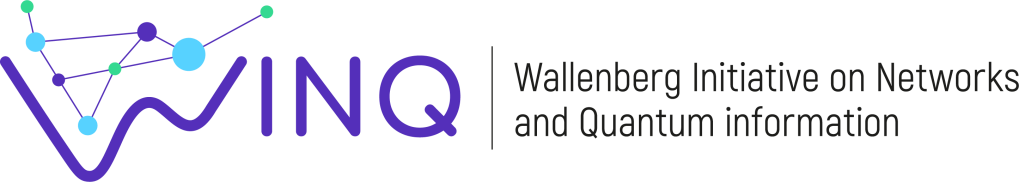 WINQ
Wallenberg Initiative on Networks
and Quantum information